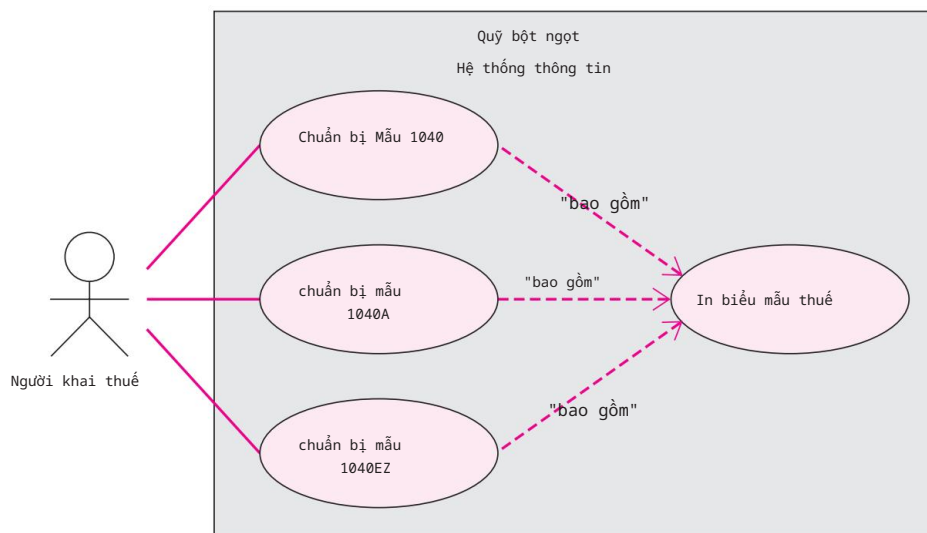 Quỹ bột ngọt
Hệ thống thông tin
Chuẩn bị Mẫu 1040
"bao gồm"
chuẩn bị mẫu
1040A
"bao gồm"
In biểu mẫu thuế
Người khai thuế
"bao gồm"
chuẩn bị mẫu
1040EZ